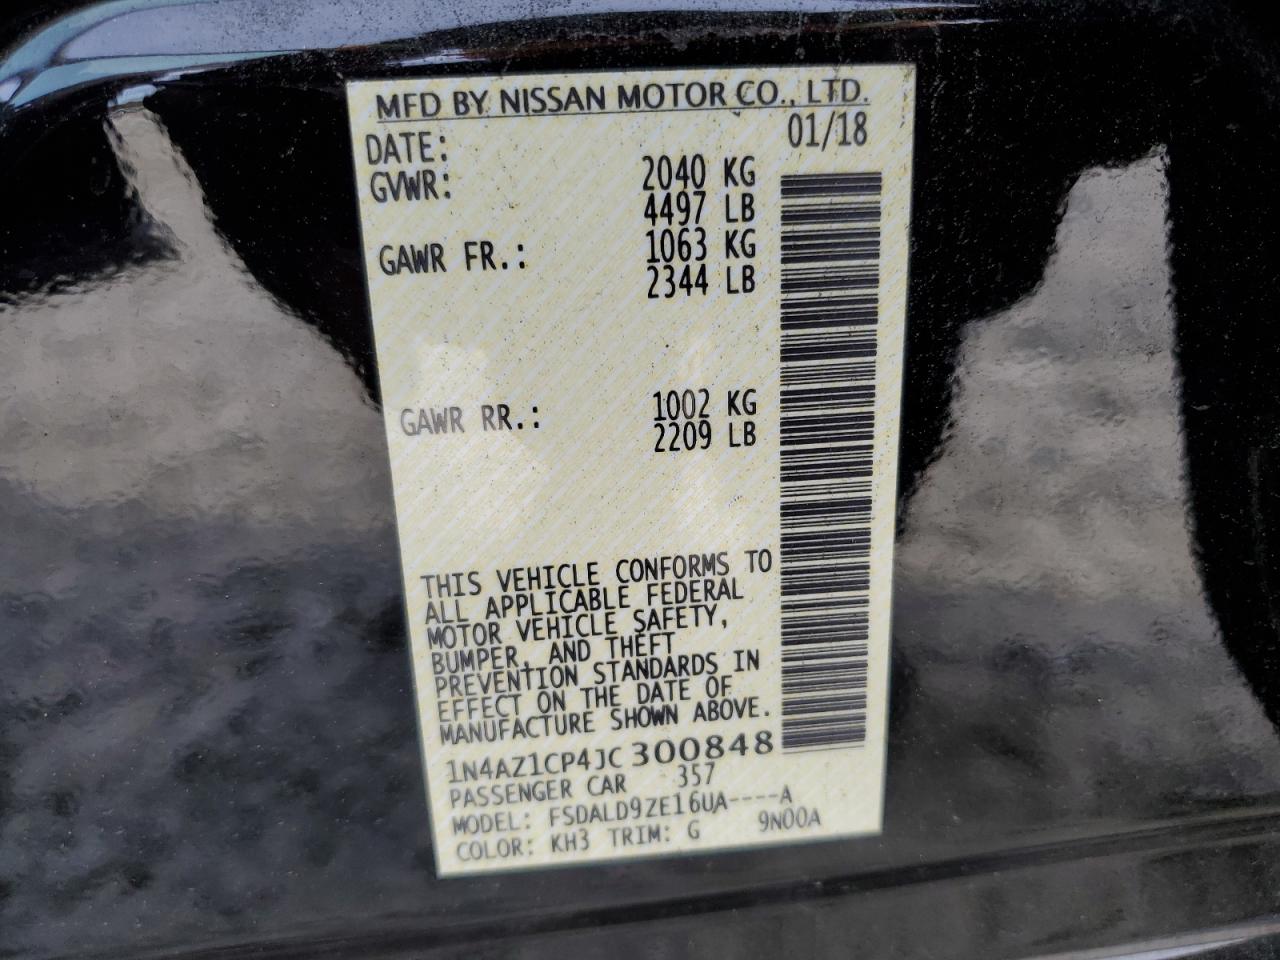 MFD BY NISSAN MOTOR CO., LTD.
DATE: 01/18
GVWR: 2040 KG
4497 LB
GAWR FR.: 1063 KG
2344 LB
GAWR RR.: 1002 KG
2209 LB
THIS VEHICLE CONFORMS TO
ALL APPLICABLE FEDERAL
MOTOR VEHICLE SAFETY,
BUMPER, AND THEFT
PREVENTION STANDARDS IN
EFFECT ON THE DATE OF
MANUFACTURE SHOWN ABOVE.
1N4AZ1CP4JC300848
PASSENGER CAR 357
MODEL: FSDALD9ZE16UA----A
COLOR: KH3 TRIM: G 9N00A